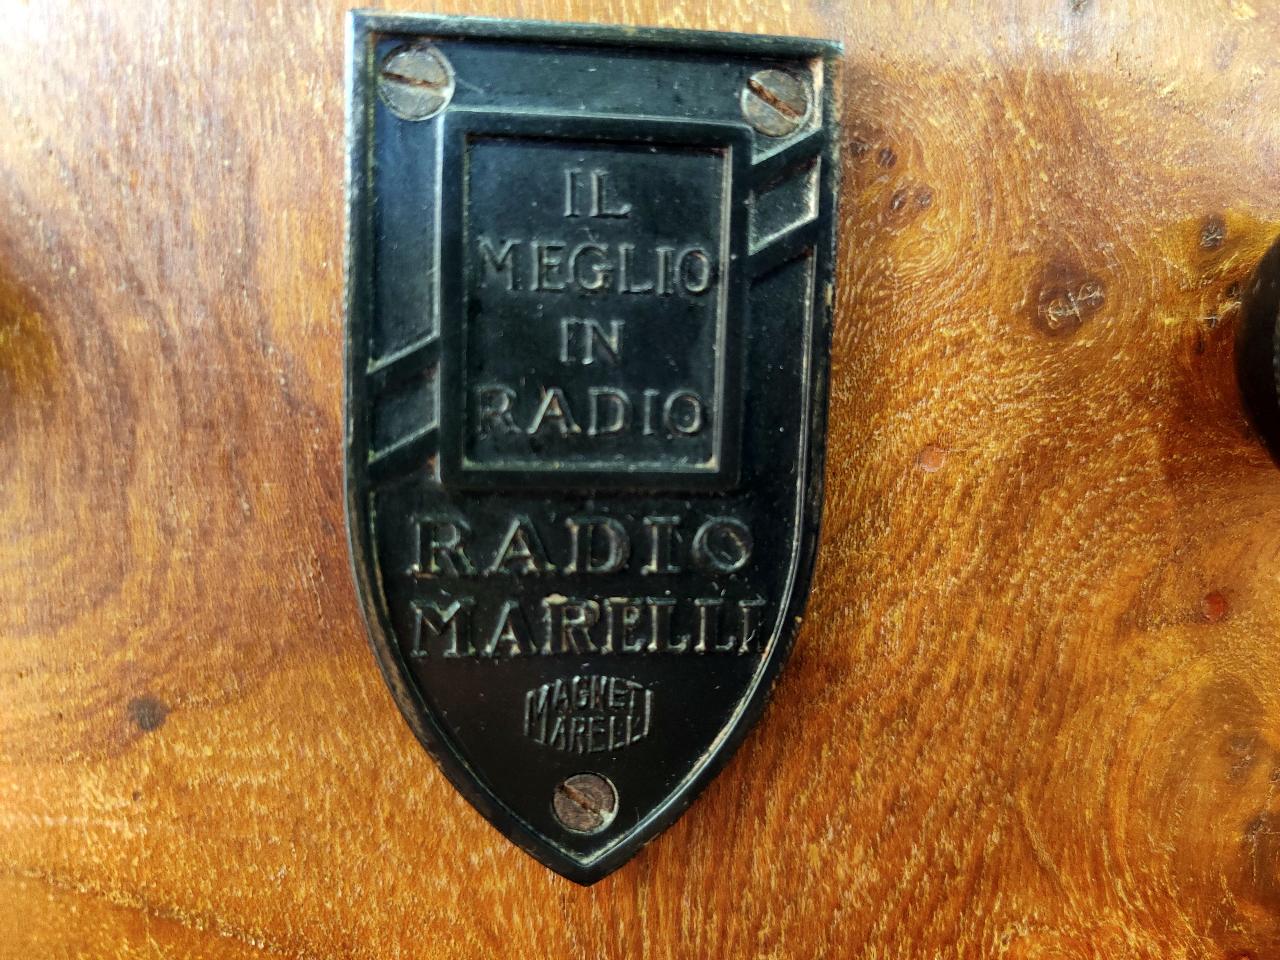 IL
MEGLIO
IN
RADIO
RADIO
MARELLI
MAGNETI
MARELLI